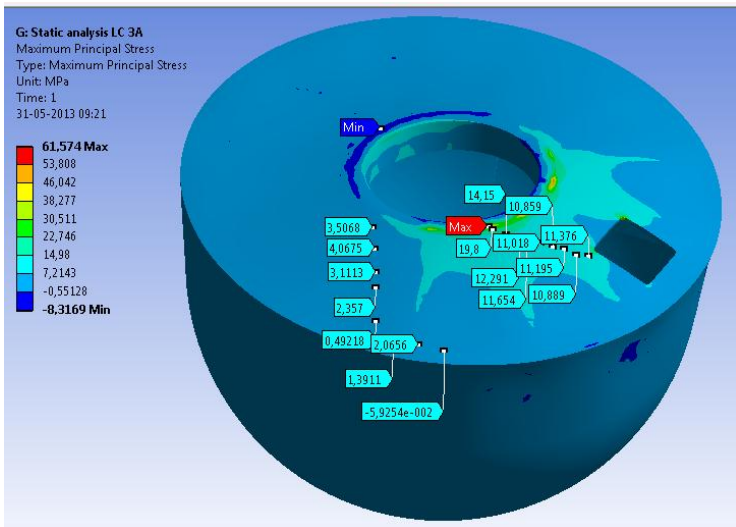 G: Static analysis LC 3A
Maximum Principal Stress
Type: Maximum Principal Stress
Unit: MPa
Time: 1
31-05-2013 09:21
61,574 Max
53,808
46,042
38,277
30,511
22,746
14,98
7,2143
-0,55128
-8,3169 Min
Min
14,15
10,859
3,5068
Max
11,376
4,0675
19,8
11,018
3,1113
12,291
11,195
2,357
11,654
10,889
0,49218
2,0656
1,3911
-5,9254e-002